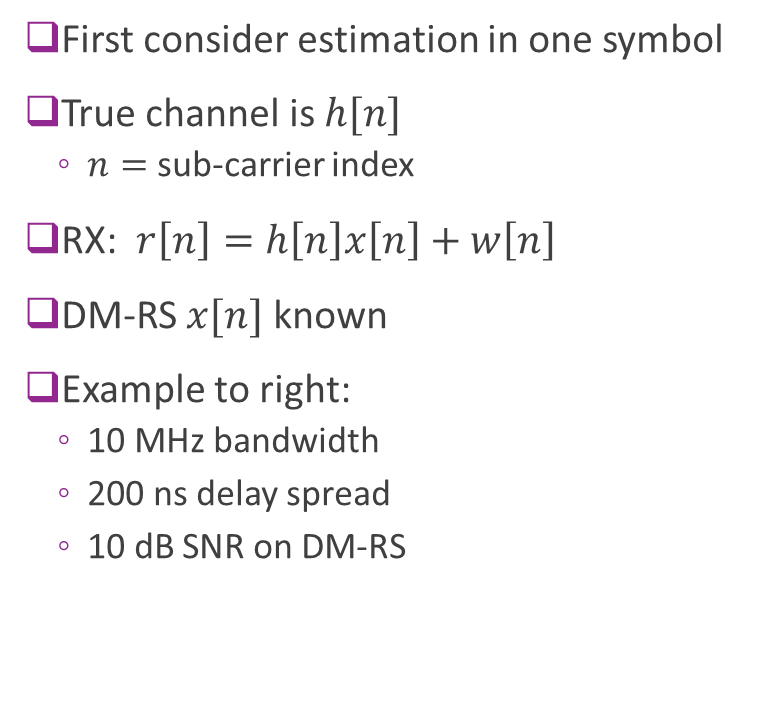 ❑First consider estimation in one symbol
❑True channel is h[n]
◦ n = sub-carrier index
❑RX: r[n] = h[n]x[n] + w[n]
❑DM-RS x[n] known
❑Example to right:
◦ 10 MHz bandwidth
◦ 200 ns delay spread
◦ 10 dB SNR on DM-RS